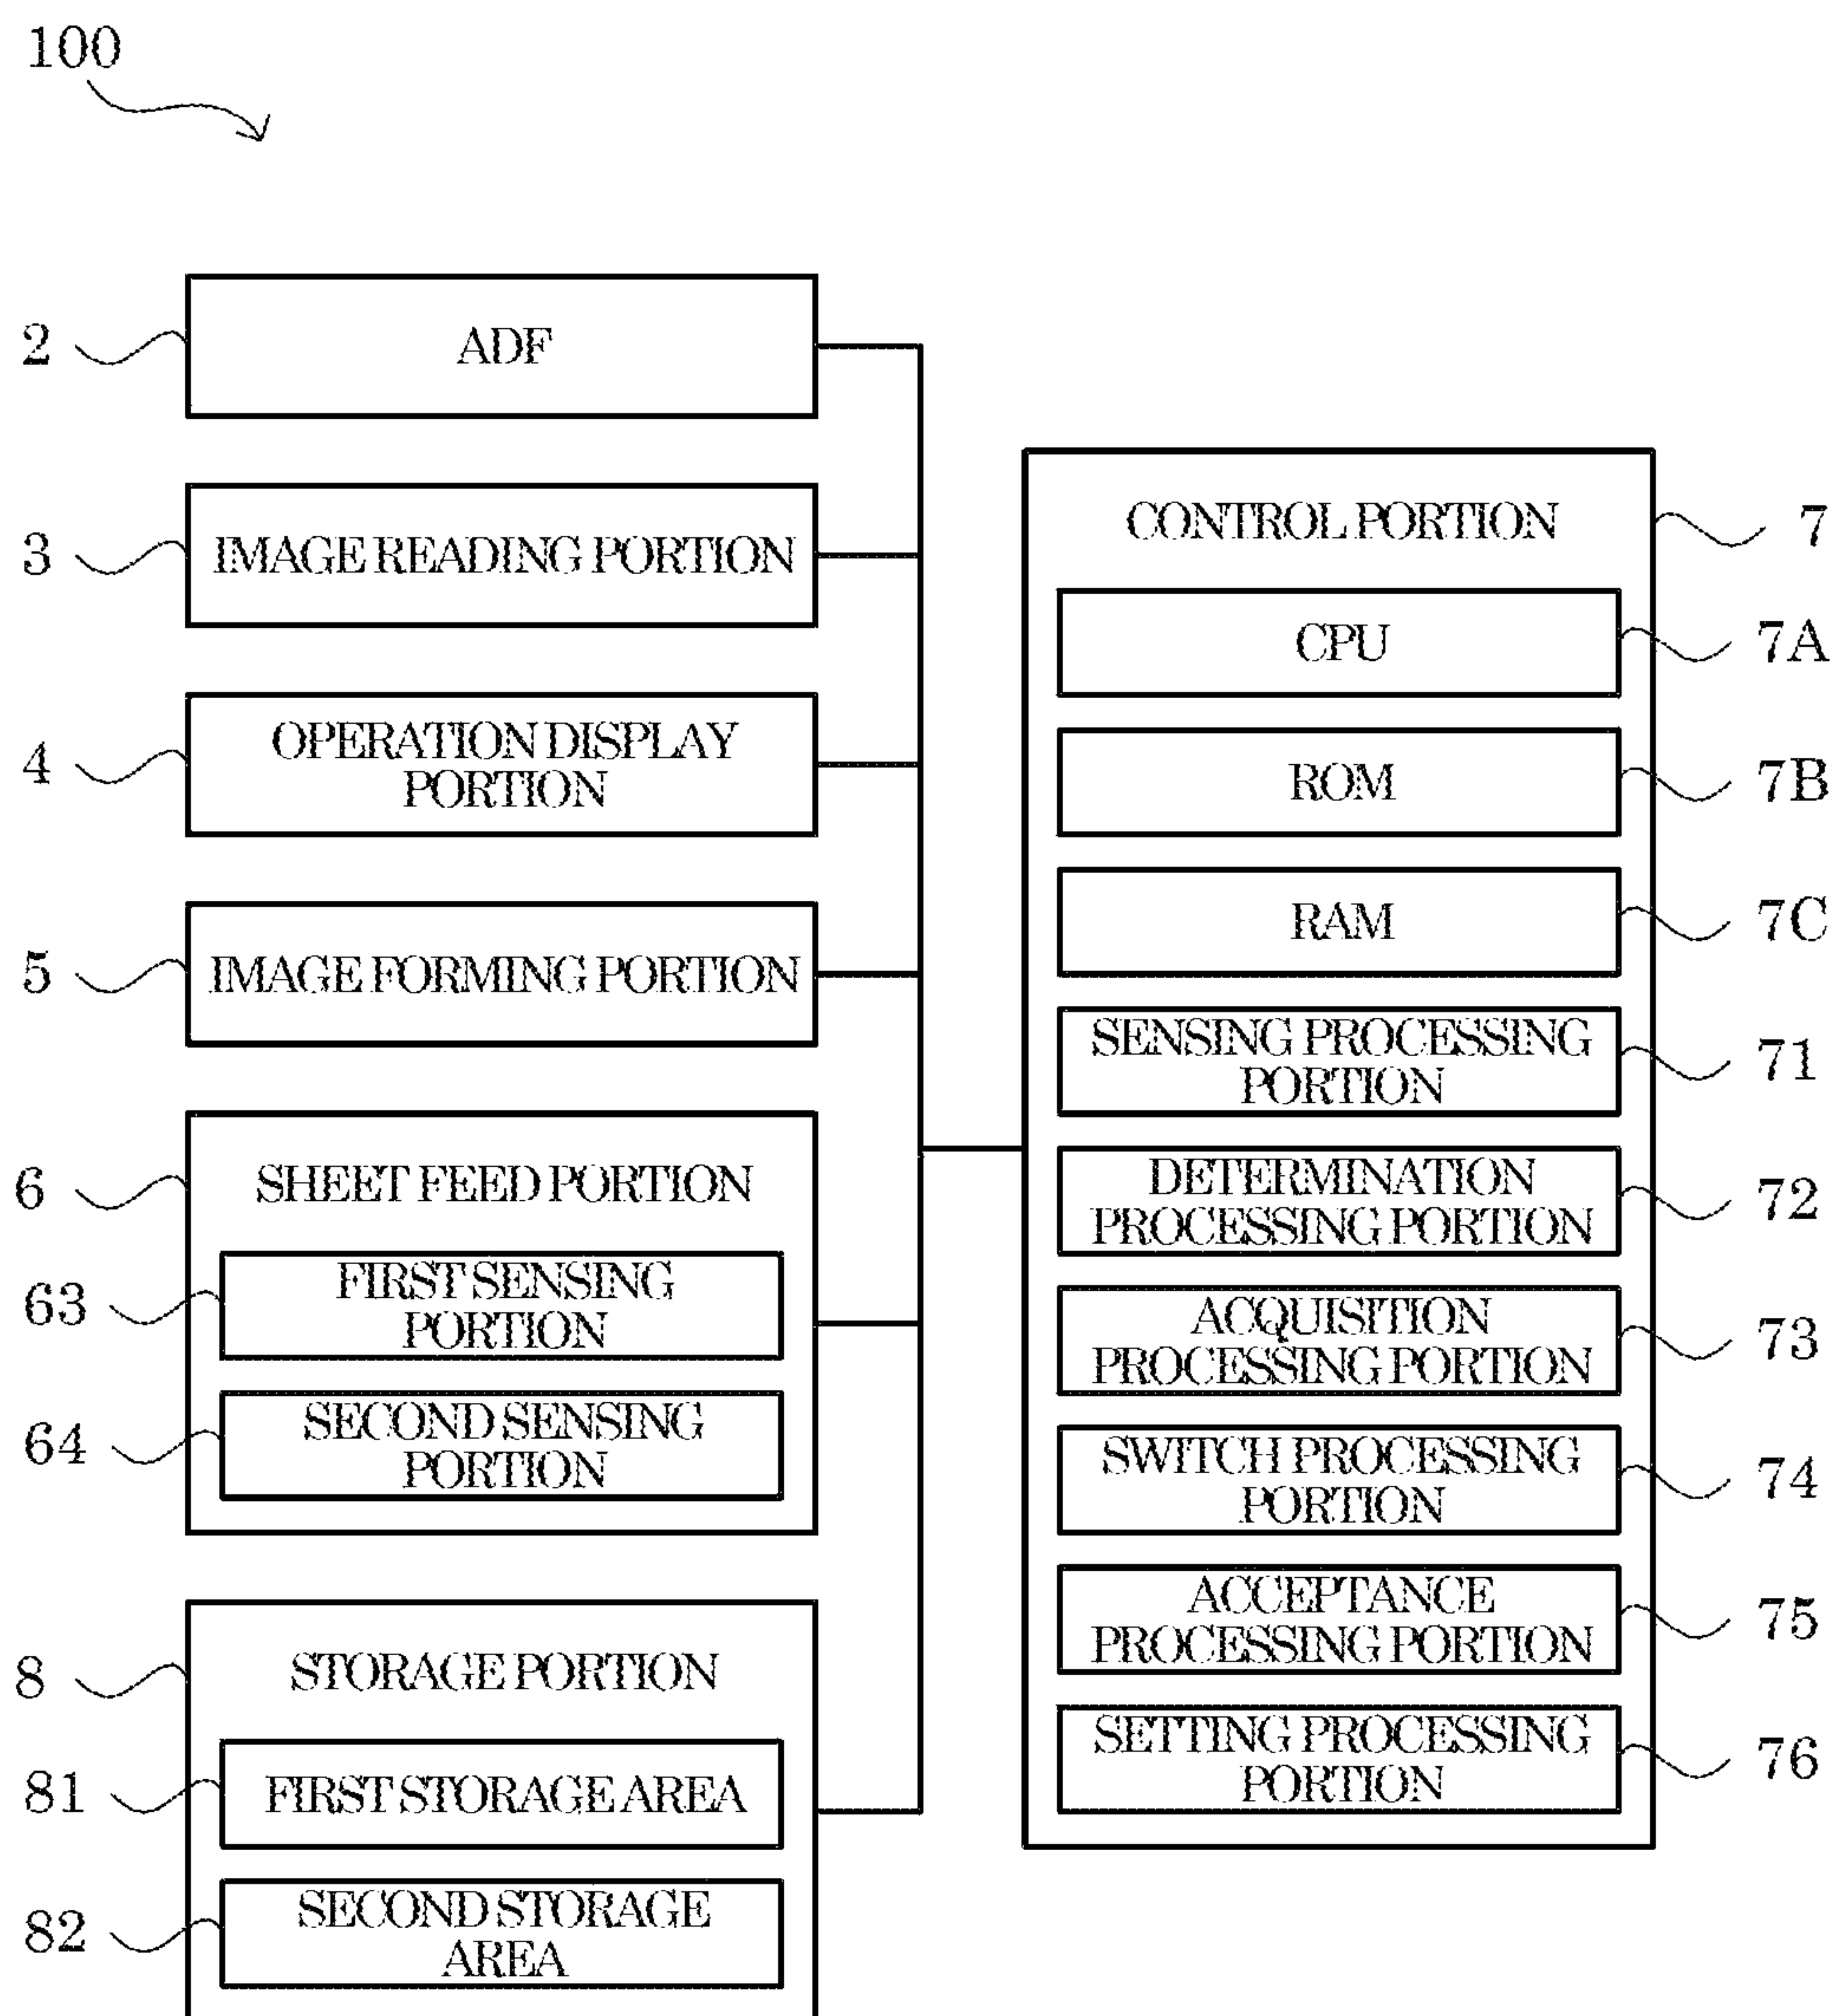 100
2
ADF
3
IMAGE READING PORTION
4
OPERATION DISPLAY
PORTION
5
IMAGE FORMING PORTION
6
SHEET FEED PORTION
63
FIRST SENSING
PORTION
64
SECOND SENSING
PORTION
8
STORAGE PORTION
81
FIRST STORAGE AREA
82
SECOND STORAGE
AREA
CONTROL PORTION
7
CPU
7A
ROM
7B
RAM
7C
SENSING PROCESSING
PORTION
71
DETERMINATION
PROCESSING PORTION
72
ACQUISITION
PROCESSING PORTION
73
SWITCH PROCESSING
PORTION
74
ACCEPTANCE
PROCESSING PORTION
75
SETTING PROCESSING
PORTION
76